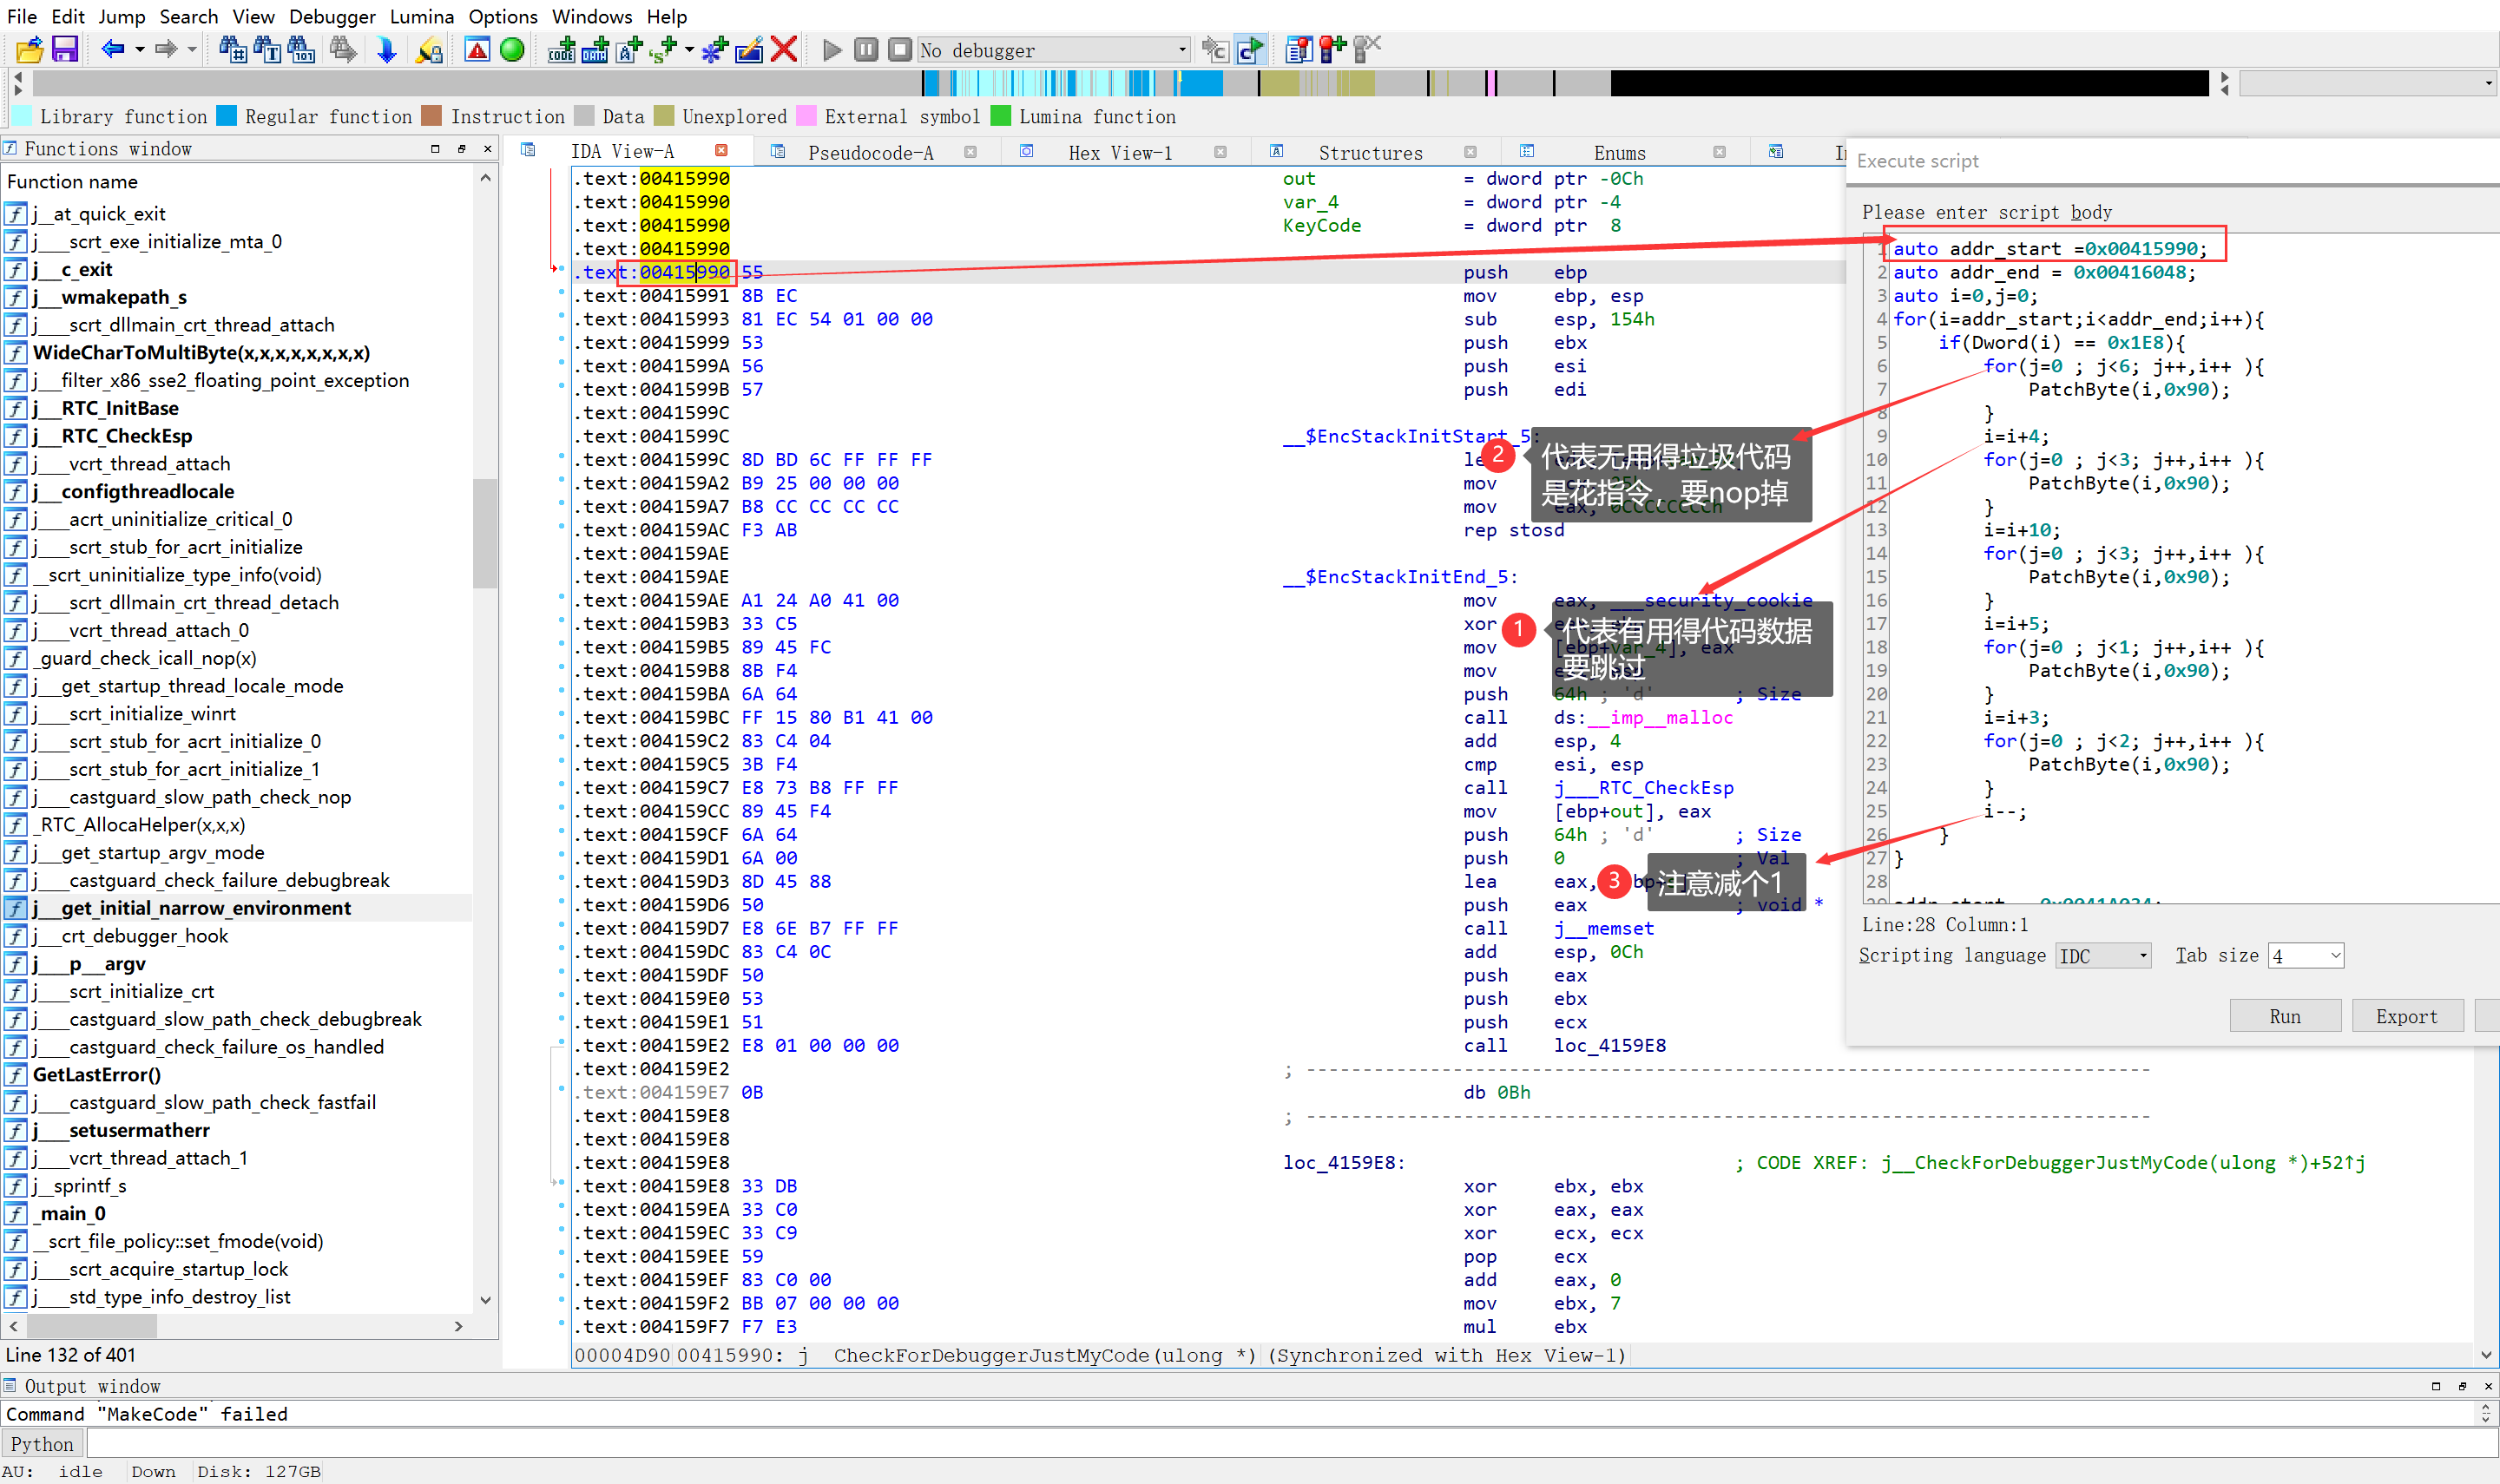 File Edit Jump Search View Debugger Lumina Options Windows Help
No debugger
Library function Regular function Instruction Data Unexplored External symbol Lumina function
Functions window
Function name
j__at_quick_exit
j___scrt_exe_initialize_mta_0
j__c_exit
j__wmakepath_s
j___scrt_dllmain_crt_thread_attach
WideCharToMultiByte(x,x,x,x,x,x,x,x)
j___filter_x86_sse2_floating_point_exception
j__RTC_InitBase
j__RTC_CheckEsp
j___vcrt_thread_attach
j__configthreadlocale
j___acrt_uninitialize_critical_0
j___scrt_stub_for_acrt_initialize
__scrt_uninitialize_type_info(void)
j___scrt_dllmain_crt_thread_detach
j___vcrt_thread_attach_0
_guard_check_icall_nop(x)
j___get_startup_thread_locale_mode
j___scrt_initialize_winrt
j___scrt_stub_for_acrt_initialize_0
j___scrt_stub_for_acrt_initialize_1
j___castguard_slow_path_check_nop
_RTC_AllocaHelper(x,x,x)
j__get_startup_argv_mode
j___castguard_check_failure_debugbreak
j__get_initial_narrow_environment
j__crt_debugger_hook
j___p__argv
j___scrt_initialize_crt
j___castguard_slow_path_check_debugbreak
j___castguard_check_failure_os_handled
GetLastError()
j___castguard_slow_path_check_fastfail
j___setusermatherr
j___vcrt_thread_attach_1
j__sprintf_s
_main_0
__scrt_file_policy::set_fmode(void)
j___scrt_acquire_startup_lock
j___std_type_info_destroy_list
Line 132 of 401
IDA View-A Pseudocode-A Hex View-1 Structures Enums
.text:00415990 out = dword ptr -0Ch
.text:00415990 var_4 = dword ptr -4
.text:00415990 KeyCode = dword ptr 8
.text:00415990
.text:00415990 55 push ebp
.text:00415991 8B EC mov ebp, esp
.text:00415993 81 EC 54 01 00 00 sub esp, 154h
.text:00415999 53 push ebx
.text:0041599A 56 push esi
.text:0041599B 57 push edi
.text:0041599C
.text:0041599C __$EncStackInitStart_5:
.text:0041599C 8D BD 6C FF FF FF
.text:004159A2 B9 25 00 00 00 mov
.text:004159A7 B8 CC CC CC CC mov eax, 0CCCCCCCCh
.text:004159AC F3 AB rep stosd
.text:004159AE
.text:004159AE __$EncStackInitEnd_5:
.text:004159AE A1 24 A0 41 00 mov eax, ___security_cookie
.text:004159B3 33 C5 xor
.text:004159B5 89 45 FC mov [ebp+var_4], eax
.text:004159B8 8B F4 mov
.text:004159BA 6A 64 push 64h ; 'd' ; Size
.text:004159BC FF 15 80 B1 41 00 call ds:__imp__malloc
.text:004159C2 83 C4 04 add esp, 4
.text:004159C5 3B F4 cmp esi, esp
.text:004159C7 E8 73 B8 FF FF call j___RTC_CheckEsp
.text:004159CC 89 45 F4 mov [ebp+out], eax
.text:004159CF 6A 64 push 64h ; 'd' ; Size
.text:004159D1 6A 00 push 0 ; Val
.text:004159D3 8D 45 88 lea eax,
.text:004159D6 50 push eax ; void *
.text:004159D7 E8 6E B7 FF FF call j__memset
.text:004159DC 83 C4 0C add esp, 0Ch
.text:004159DF 50 push eax
.text:004159E0 53 push ebx
.text:004159E1 51 push ecx
.text:004159E2 E8 01 00 00 00 call loc_4159E8
.text:004159E2 ; ---------------------------------------------------------------------------
.text:004159E7 0B db 0Bh
.text:004159E8 ; ---------------------------------------------------------------------------
.text:004159E8
.text:004159E8 loc_4159E8: ; CODE XREF: j__CheckForDebuggerJustMyCode(ulong *)+52↑j
.text:004159E8 33 DB xor ebx, ebx
.text:004159EA 33 C0 xor eax, eax
.text:004159EC 33 C9 xor ecx, ecx
.text:004159EE 59 pop ecx
.text:004159EF 83 C0 00 add eax, 0
.text:004159F2 BB 07 00 00 00 mov ebx, 7
.text:004159F7 F7 E3 mul ebx
00004D90 00415990: j__CheckForDebuggerJustMyCode(ulong *) (Synchronized with Hex View-1)
2 代表无用得垃圾代码
是花指令，要nop掉
1 代表有用得代码数据
要跳过
3 注意减个1
Execute script
Please enter script body
1 auto addr_start =0x00415990;
2 auto addr_end = 0x00416048;
3 auto i=0,j=0;
4 for(i=addr_start;i<addr_end;i++){
5 if(Dword(i) == 0x1E8){
6 for(j=0 ; j<6; j++,i++ ){
7 PatchByte(i,0x90);
8 }
9 i=i+4;
10 for(j=0 ; j<3; j++,i++ ){
11 PatchByte(i,0x90);
12 }
13 i=i+10;
14 for(j=0 ; j<3; j++,i++ ){
15 PatchByte(i,0x90);
16 }
17 i=i+5;
18 for(j=0 ; j<1; j++,i++ ){
19 PatchByte(i,0x90);
20 }
21 i=i+3;
22 for(j=0 ; j<2; j++,i++ ){
23 PatchByte(i,0x90);
24 }
25 i--;
26 }
27 }
28
Line:28 Column:1
Scripting language IDC Tab size 4
Run Export
Output window
Command "MakeCode" failed
Python
AU: idle Down Disk: 127GB